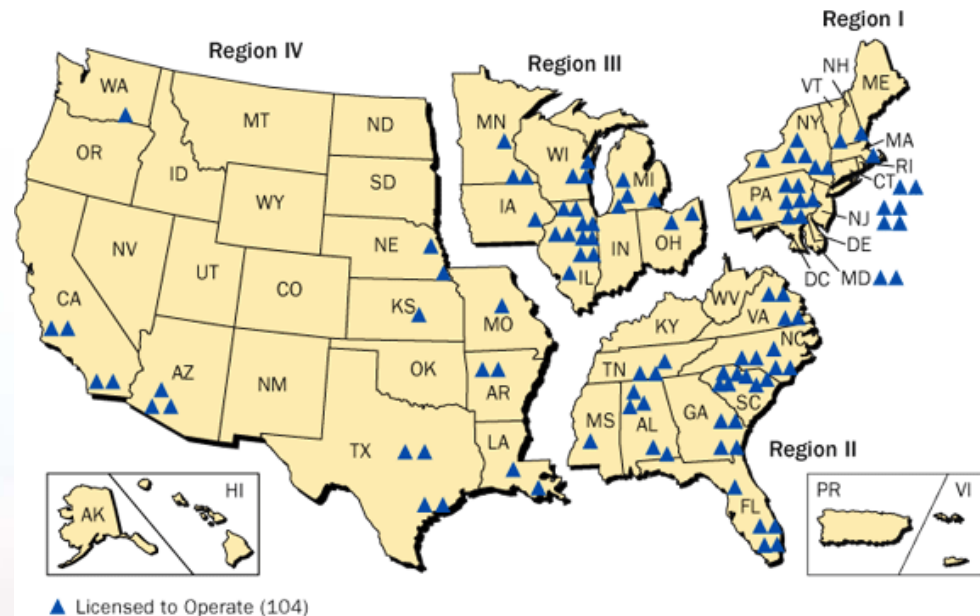 Region I
Region IV
Region III
NH
VT
ME
WA
MT
ND
MN
NY
MA
OR
ID
WI
MI
RI
SD
CT
WY
IA
PA
NJ
NE
OH
NV
IN
DE
UT
IL
DC
MD
CO
CA
WV
KS
MO
VA
KY
NC
OK
TN
AZ
NM
AR
SC
GA
MS
AL
LA
TX
Region II
HI
PR
VI
FL
AK
Licensed to Operate (104)